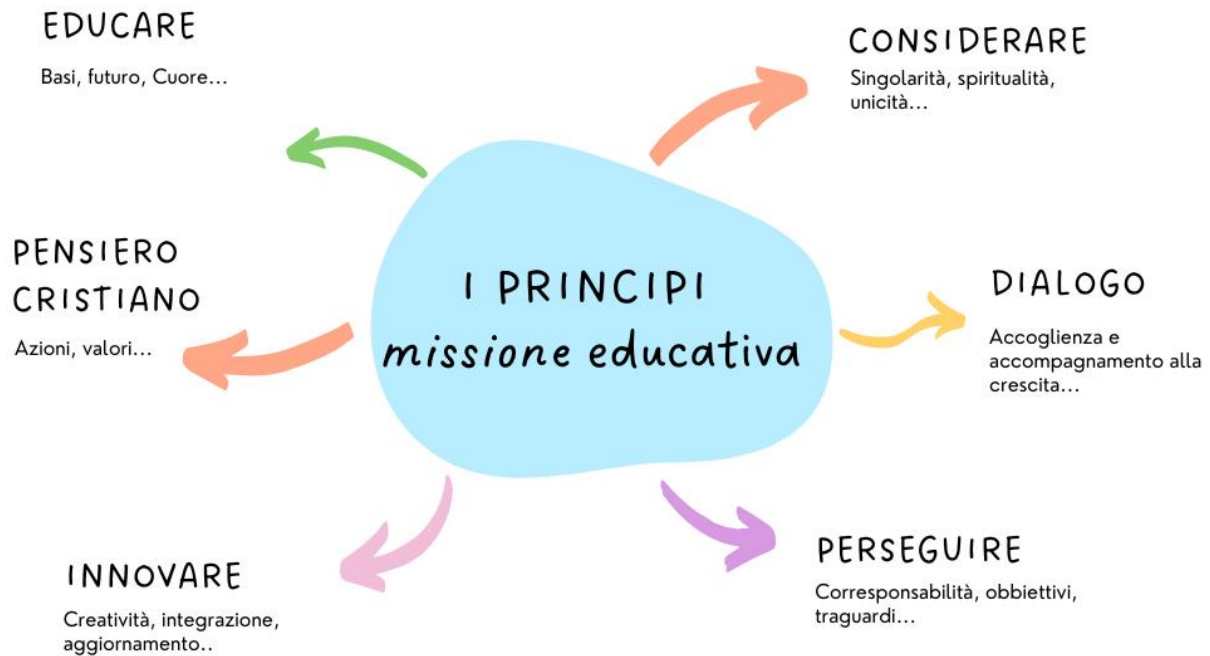 EDUCARE
Basi, futuro, Cuore...
CONSIDERARE
Singolarità, spiritualità,
unicità...
PENSIERO
CRISTIANO
Azioni, valori...
I PRINCIPI
missione educativa
DIALOGO
Accoglienza e
accompagnamento alla
crescita...
INNOVARE
Creatività, integrazione,
aggiornamento..
PERSEGUIRE
Corresponsabilità, obbiettivi,
traguardi...